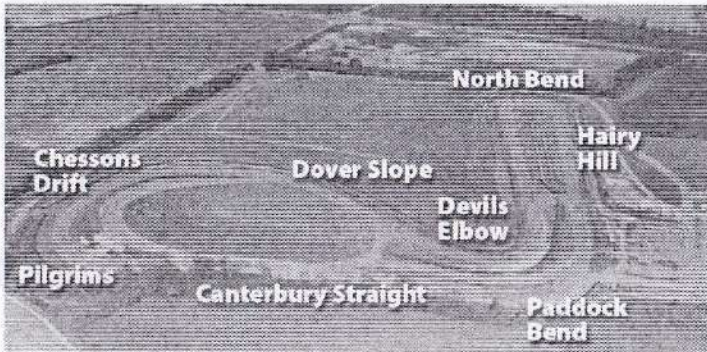 North Bend
Hairy
Hill
Chessons
Drift
Dover Slope
Devils
Elbow
Pilgrims
Canterbury Straight
Paddock
Bend